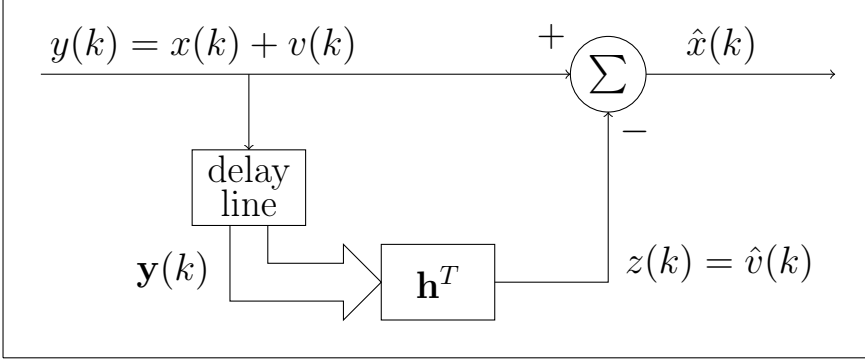 y(k) = x(k) + v(k)
+
∑
x̂(k)
−
delay
line
𝐲(k)
𝐡ᵀ
z(k) = v̂(k)